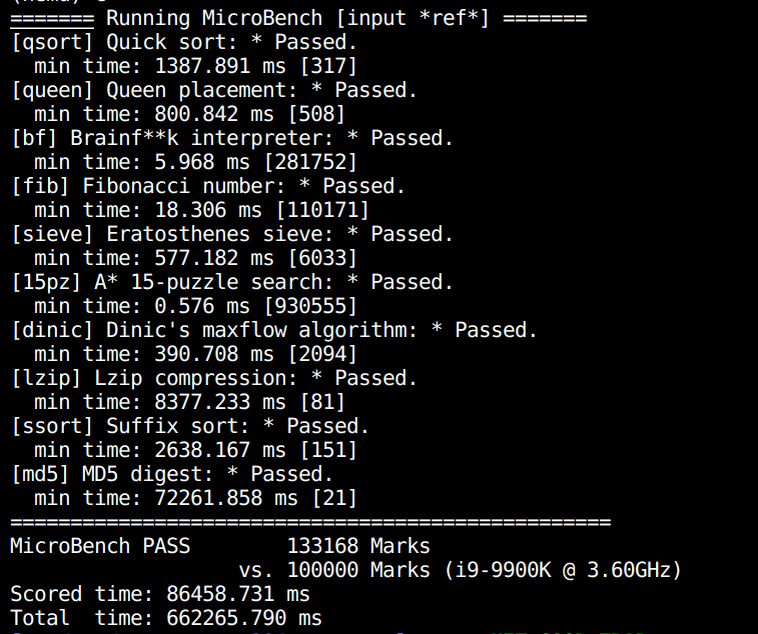 ======= Running MicroBench [input *ref*] =======
[qsort] Quick sort: * Passed.
min time: 1387.891 ms [317]
[queen] Queen placement: * Passed.
min time: 800.842 ms [508]
[bf] Brainf**k interpreter: * Passed.
min time: 5.968 ms [281752]
[fib] Fibonacci number: * Passed.
min time: 18.306 ms [110171]
[sieve] Eratosthenes sieve: * Passed.
min time: 577.182 ms [6033]
[15pz] A* 15-puzzle search: * Passed.
min time: 0.576 ms [930555]
[dinic] Dinic's maxflow algorithm: * Passed.
min time: 390.708 ms [2094]
[lzip] Lzip compression: * Passed.
min time: 8377.233 ms [81]
[ssort] Suffix sort: * Passed.
min time: 2638.167 ms [151]
[md5] MD5 digest: * Passed.
min time: 72261.858 ms [21]
==================================================
MicroBench PASS        133168 Marks
vs. 100000 Marks (i9-9900K @ 3.60GHz)
Scored time: 86458.731 ms
Total  time: 662265.790 ms